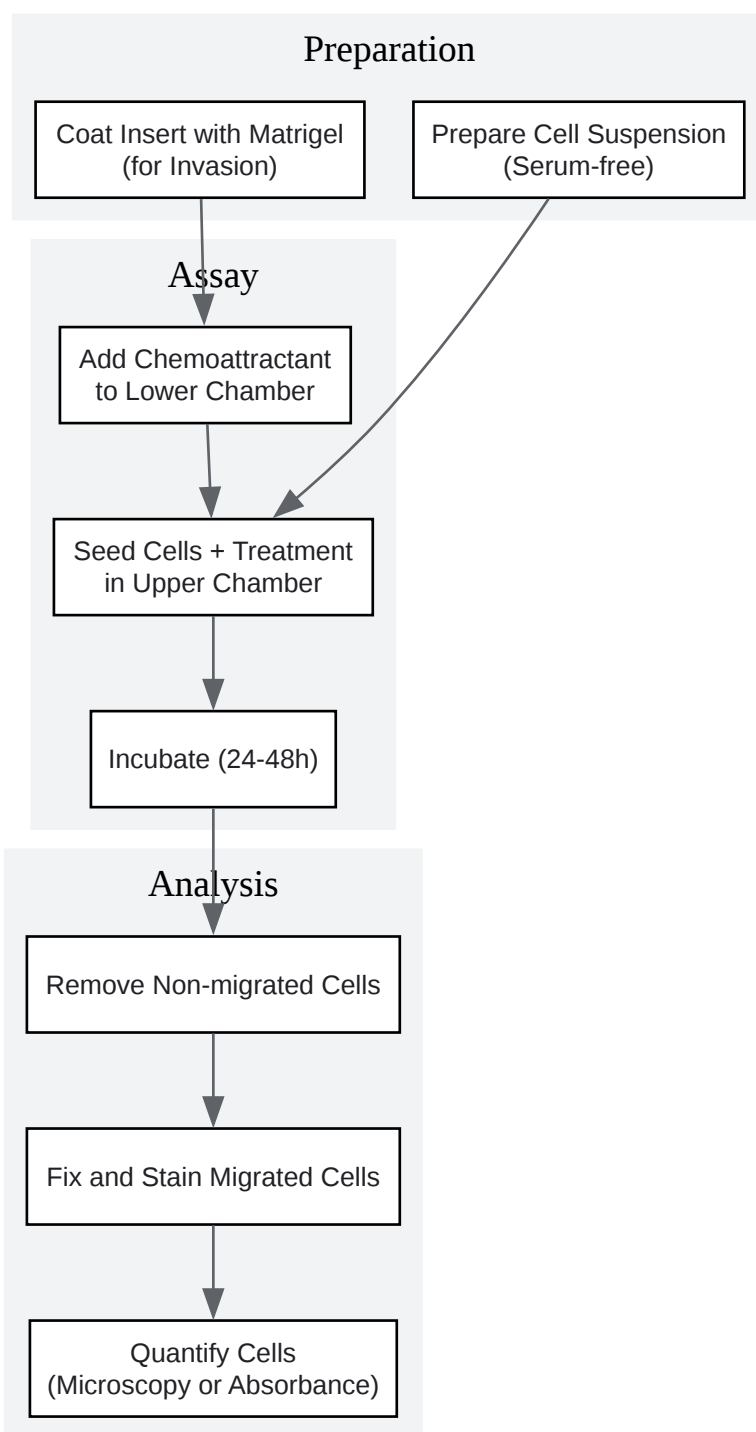 Preparation
Coat Insert with Matrigel
(for Invasion)
Prepare Cell Suspension
(Serum-free)
Assay
Add Chemoattractant
to Lower Chamber
Seed Cells + Treatment
in Upper Chamber
Incubate (24-48h)
Analysis
Remove Non-migrated Cells
Fix and Stain Migrated Cells
Quantify Cells
(Microscopy or Absorbance)